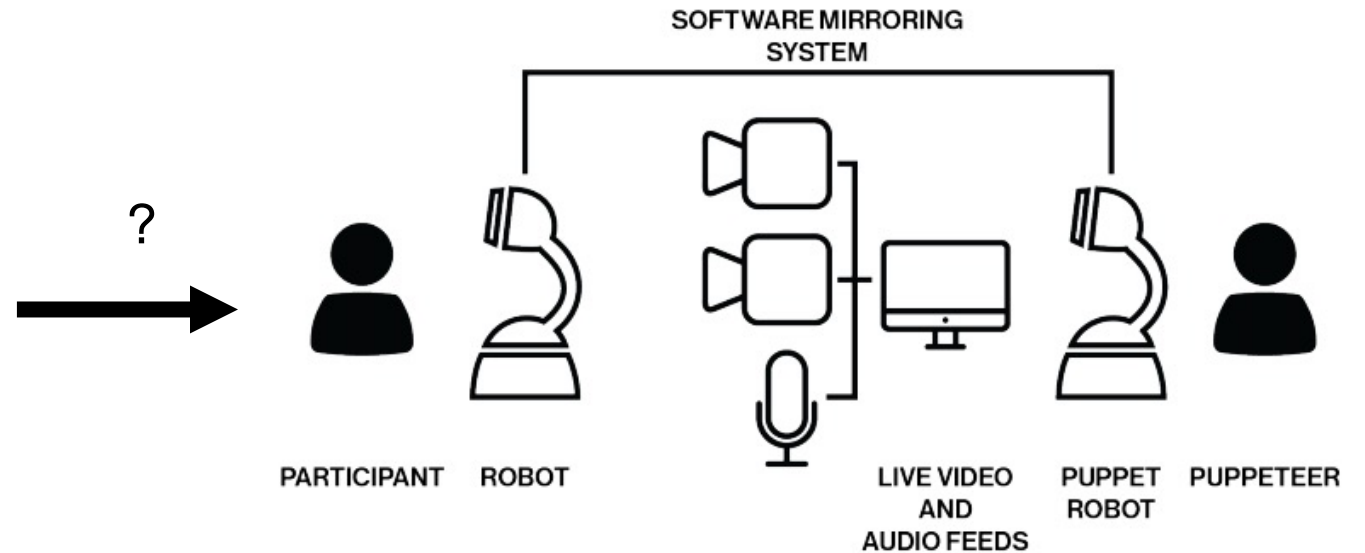 SOFTWARE MIRRORING
SYSTEM
?
PARTICIPANT
ROBOT
LIVE VIDEO
AND
AUDIO FEEDS
PUPPET
ROBOT
PUPPETEER